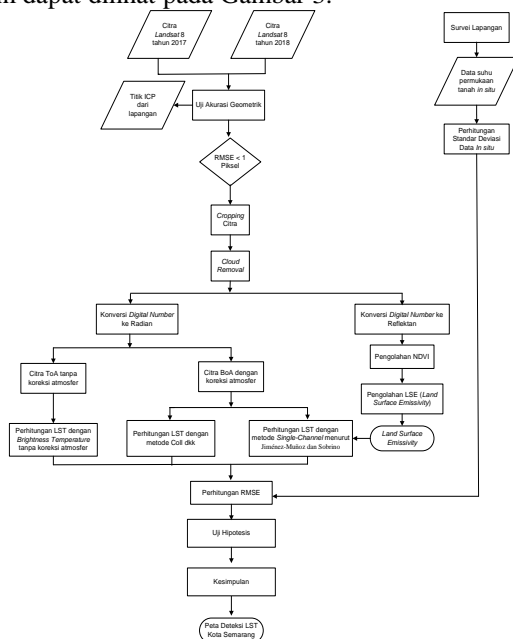 dapat dilihat pada Gambar 3.
Citra
Landsat 8
tahun 2017
Citra
Landsat 8
tahun 2018
Survei Lapangan
Titik ICP
dari
lapangan
Uji Akurasi Geometrik
Data suhu
permukaan
tanah in situ
Perhitungan
Standar Deviasi
Data In situ
RMSE < 1
Piksel
Cropping
Citra
Cloud
Removal
Konversi Digital Number
ke Radian
Konversi Digital Number ke
Reflektan
Citra ToA tanpa
koreksi atmosfer
Citra BoA dengan
koreksi atmosfer
Pengolahan NDVI
Pengolahan LSE (Land
Surface Emissivity)
Perhitungan LST dengan
Brightness Temperature
tanpa koreksi atmosfer
Perhitungan LST dengan
metode Coll dkk
Perhitungan LST dengan
metode Single-Channel menurut
Jiménez-Muñoz dan Sobrino
Land Surface
Emissivity
Perhitungan RMSE
Uji Hipotesis
Kesimpulan
Peta Deteksi LST
Kota Semarang